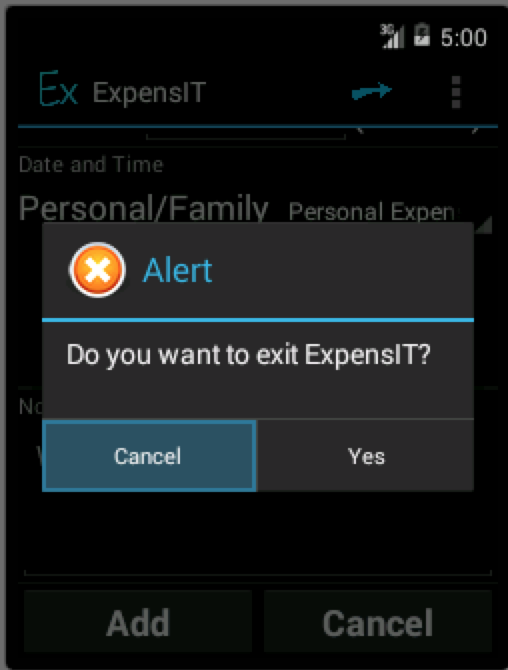 3G 5:00
Ex ExpensIT
Date and Time
Personal/Family Personal Expen
Alert
Do you want to exit ExpensIT?
No
Cancel Yes
Add Cancel